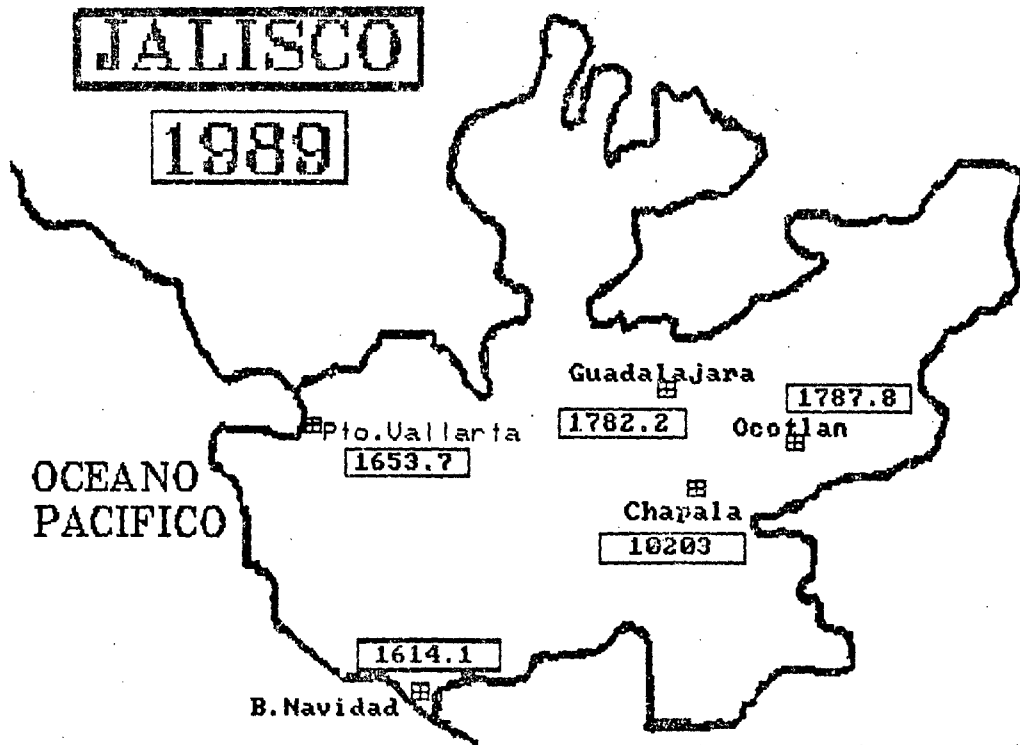 JALISCO
1989
Guadalajara
1787.8
1782.2
Ocotlan
Pto.Vallarta
1653.7
OCEANO
PACIFICO
Chapala
10203
1614.1
B.Navidad